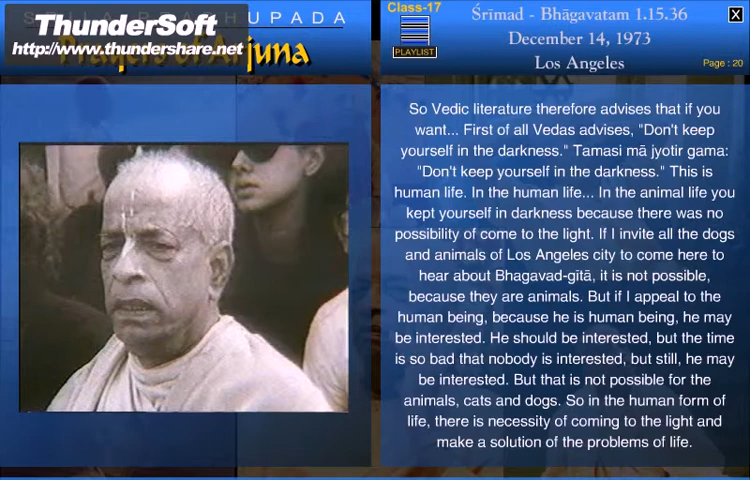 SRILA PRABHUPADA
ThunderSoft
http://www.thundershare.net
Prayers of Arjuna
Class-17
PLAYLIST
Śrīmad - Bhāgavatam 1.15.36
December 14, 1973
Los Angeles
X
Page : 20
So Vedic literature therefore advises that if you
want... First of all Vedas advises, "Don't keep
yourself in the darkness." Tamasi mā jyotir gama:
"Don't keep yourself in the darkness." This is
human life. In the human life... In the animal life you
kept yourself in darkness because there was no
possibility of come to the light. If I invite all the dogs
and animals of Los Angeles city to come here to
hear about Bhagavad-gītā, it is not possible,
because they are animals. But if I appeal to the
human being, because he is human being, he may
be interested. He should be interested, but the time
is so bad that nobody is interested, but still, he may
be interested. But that is not possible for the
animals, cats and dogs. So in the human form of
life, there is necessity of coming to the light and
make a solution of the problems of life.